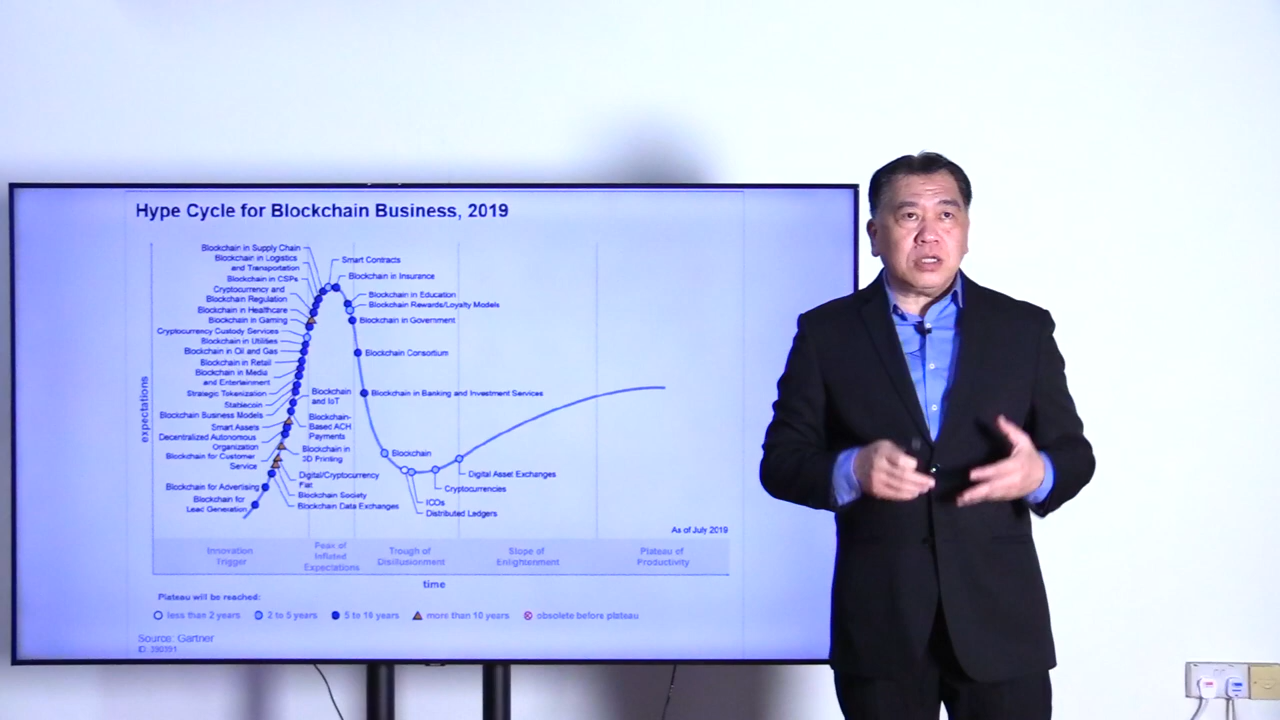 Hype Cycle for Blockchain Business, 2019
Blockchain in Supply Chain
Blockchain in Logistics
and Transportation
Blockchain in CSPs
Cryptocurrency and
Blockchain Regulation
Blockchain in Healthcare
Blockchain in Gaming
Cryptocurrency Custody Services
Blockchain in Utilities
Blockchain in Oil and Gas
Blockchain in Retail
Blockchain in Media
and Entertainment
Strategic Tokenization
Stablecoin
Blockchain Business Models
Smart Assets
Decentralized Autonomous
Organization
Blockchain for Customer
Service
Blockchain for Advertising
Blockchain for
Lead Generation
Smart Contracts
Blockchain in Insurance
Blockchain in Education
Blockchain Rewards/Loyalty Models
Blockchain in Government
Blockchain Consortium
Blockchain in Banking and Investment Services
Blockchain
and IoT
Blockchain-
Based ACH
Payments
Blockchain in
3D Printing
Digital/Cryptocurrency
Fiat
Blockchain Society
Blockchain Data Exchanges
Blockchain
Digital Asset Exchanges
Cryptocurrencies
ICOs
Distributed Ledgers
expectations
As of July 2019
Innovation
Trigger
Peak of
Inflated
Expectations
Trough of
Disillusionment
Slope of
Enlightenment
Plateau of
Productivity
time
Plateau will be reached:
less than 2 years
2 to 5 years
5 to 10 years
more than 10 years
obsolete before plateau
Source: Gartner
ID: 390391